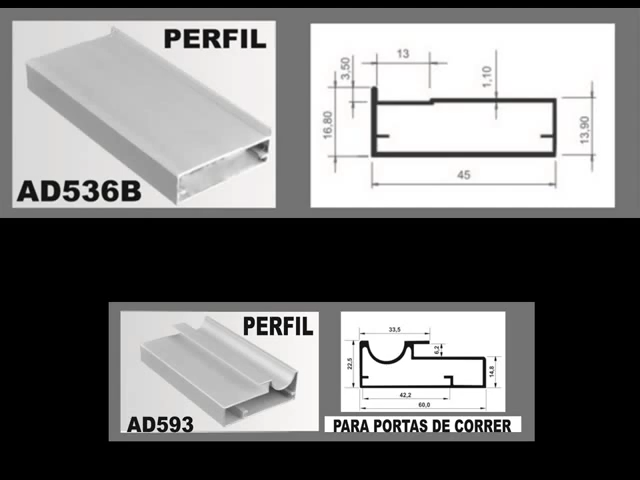 PERFIL
AD536B
13
3,50
1,10
16,80
13,90
45
PERFIL
AD593
33,5
22,5
6,2
14,8
42,2
60,0
PARA PORTAS DE CORRER